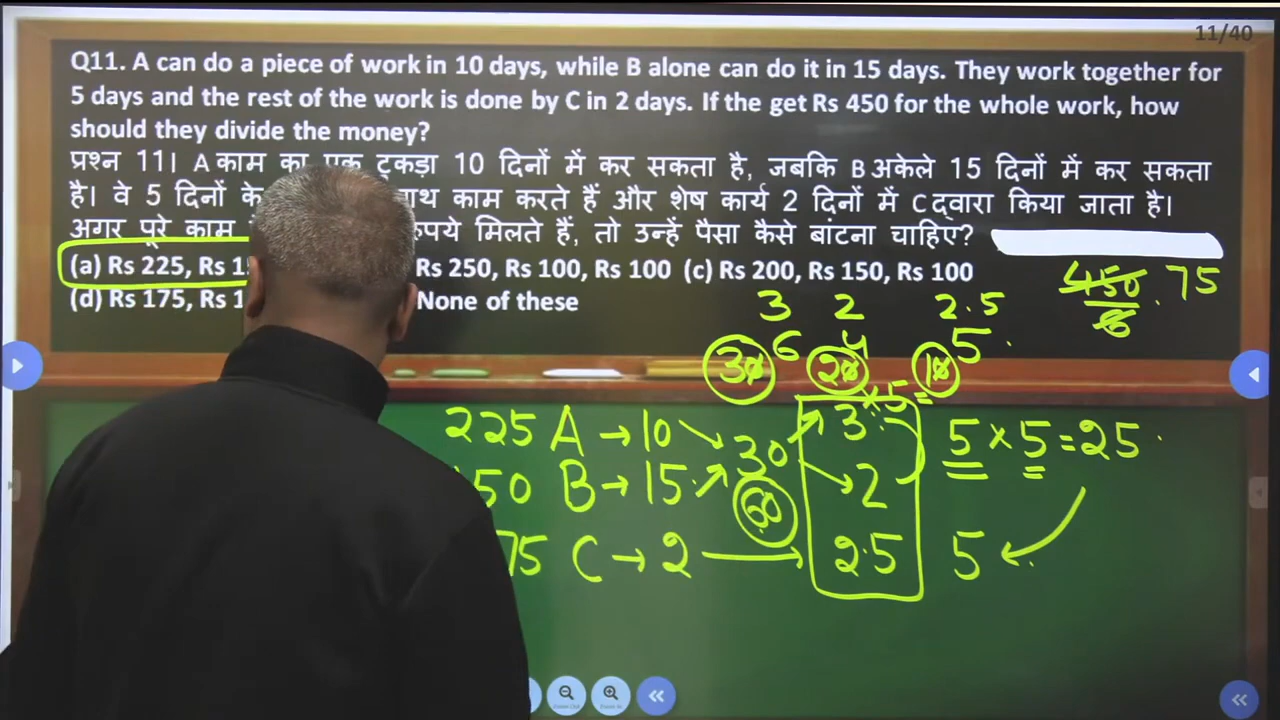 11/40
Q11. A can do a piece of work in 10 days, while B alone can do it in 15 days. They work together for
5 days and the rest of the work is done by C in 2 days. If the get Rs 450 for the whole work, how
should they divide the money?
प्रश्न 11। A काम का एक टुकड़ा 10 दिनों में कर सकता है, जबकि B अकेले 15 दिनों में कर सकता
है। वे 5 दिनों के काम करते हैं और शेष कार्य 2 दिनों में C द्वारा किया जाता है।
अगर पूरे काम मिलते हैं, तो उन्हें पैसा कैसे बांटना चाहिए?
(a) Rs 225, Rs Rs 250, Rs 100, Rs 100 (c) Rs 200, Rs 150, Rs 100
(d) Rs 175, Rs None of these
450/6 . 75
3 2 2.5
6 4 5
30 20 10
225 A → 10 30 3 × 5 = 5 × 5 = 25
50 B → 15 2
60
75 C → 2 2.5 5